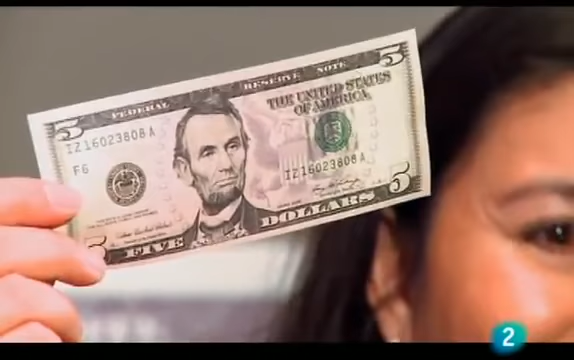 FEDERAL RESERVE NOTE
5
5
THE UNITED STATES
OF AMERICA
IZ16023808A
F6
IZ16023808A
5
5
FIVE DOLLARS
2